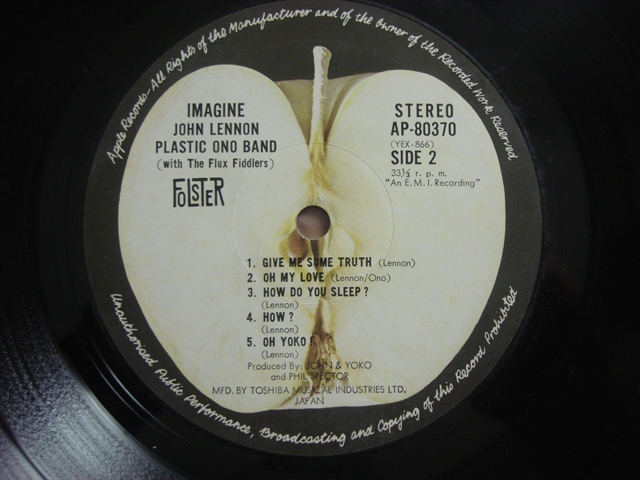 Apple Records-All Rights of the Manufacturer and of the Owner of the Recorded Work Reserved
IMAGINE
JOHN LENNON
PLASTIC ONO BAND
(with The Flux Fiddlers)
FOLSTER
STEREO
AP-80370
(YEX-866)
SIDE 2
33⅓ r. p. m.
"An E. M. I. Recording"
1. GIVE ME SOME TRUTH (Lennon)
2. OH MY LOVE (Lennon/Ono)
3. HOW DO YOU SLEEP ?
(Lennon)
4. HOW ?
(Lennon)
5. OH YOKO !
(Lennon)
Produced By: JOHN & YOKO
and PHIL SPECTOR
MFD. BY TOSHIBA MUSICAL INDUSTRIES LTD.
JAPAN
Unauthorised Public Performance, Broadcasting and Copying of this Record Prohibited